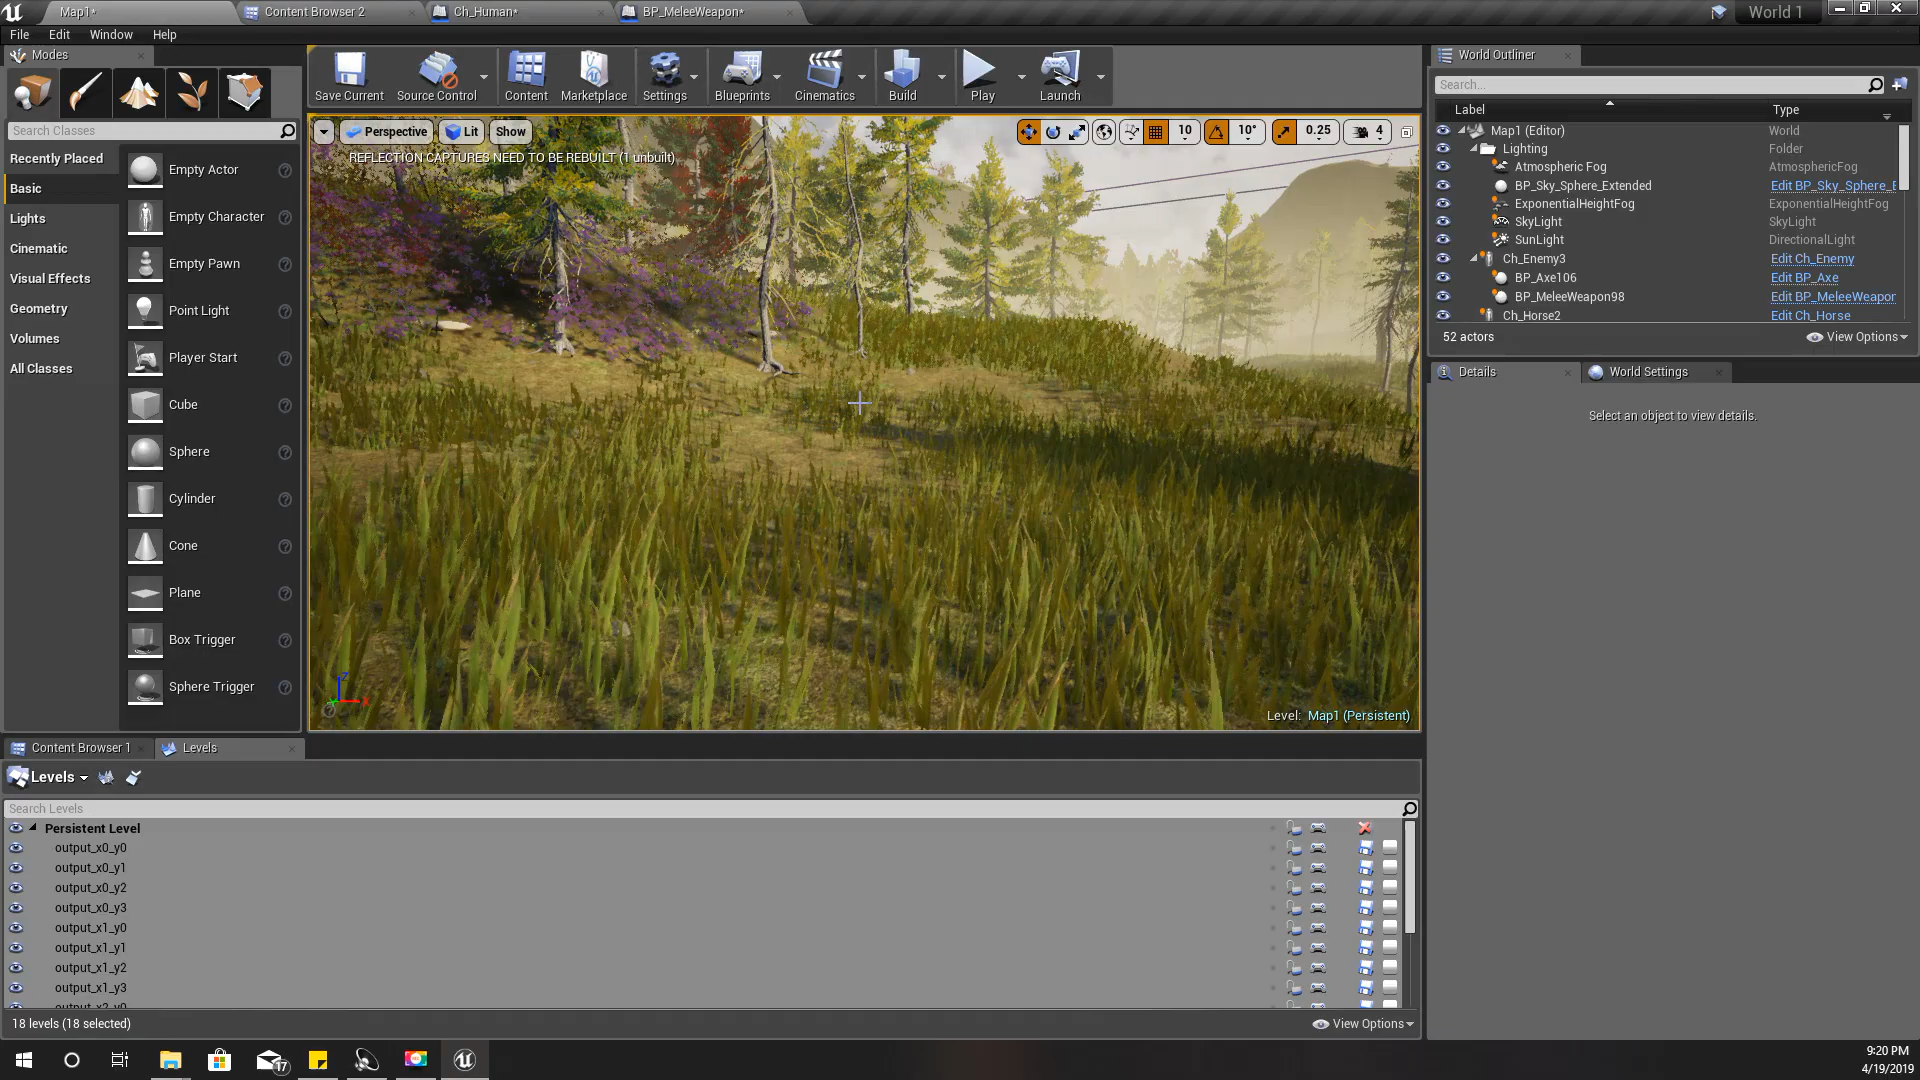 Map1*
Content Browser 2
Ch_Human*
BP_MeleeWeapon*
World 1
File Edit Window Help
Modes
Search Classes
Recently Placed
Basic
Lights
Cinematic
Visual Effects
Geometry
Volumes
All Classes
Empty Actor
Empty Character
Empty Pawn
Point Light
Player Start
Cube
Sphere
Cylinder
Cone
Plane
Box Trigger
Sphere Trigger
Save Current
Source Control
Content
Marketplace
Settings
Blueprints
Cinematics
Build
Play
Launch
Perspective
Lit
Show
10
10°
0.25
4
REFLECTION CAPTURES NEED TO BE REBUILT (1 unbuilt)
Z
X
Level: Map1 (Persistent)
World Outliner
Search...
Label Type
Map1 (Editor) World
Lighting Folder
Atmospheric Fog AtmosphericFog
BP_Sky_Sphere_Extended Edit BP_Sky_Sphere_E
ExponentialHeightFog ExponentialHeightFog
SkyLight SkyLight
SunLight DirectionalLight
Ch_Enemy3 Edit Ch_Enemy
BP_Axe106 Edit BP_Axe
BP_MeleeWeapon98 Edit BP_MeleeWeapon
Ch_Horse2 Edit Ch_Horse
52 actors
View Options
Details
World Settings
Select an object to view details.
Content Browser 1
Levels
Levels
Search Levels
Persistent Level
output_x0_y0
output_x0_y1
output_x0_y2
output_x0_y3
output_x1_y0
output_x1_y1
output_x1_y2
output_x1_y3
output_x2_y0
18 levels (18 selected)
View Options
17
9:20 PM
4/19/2019